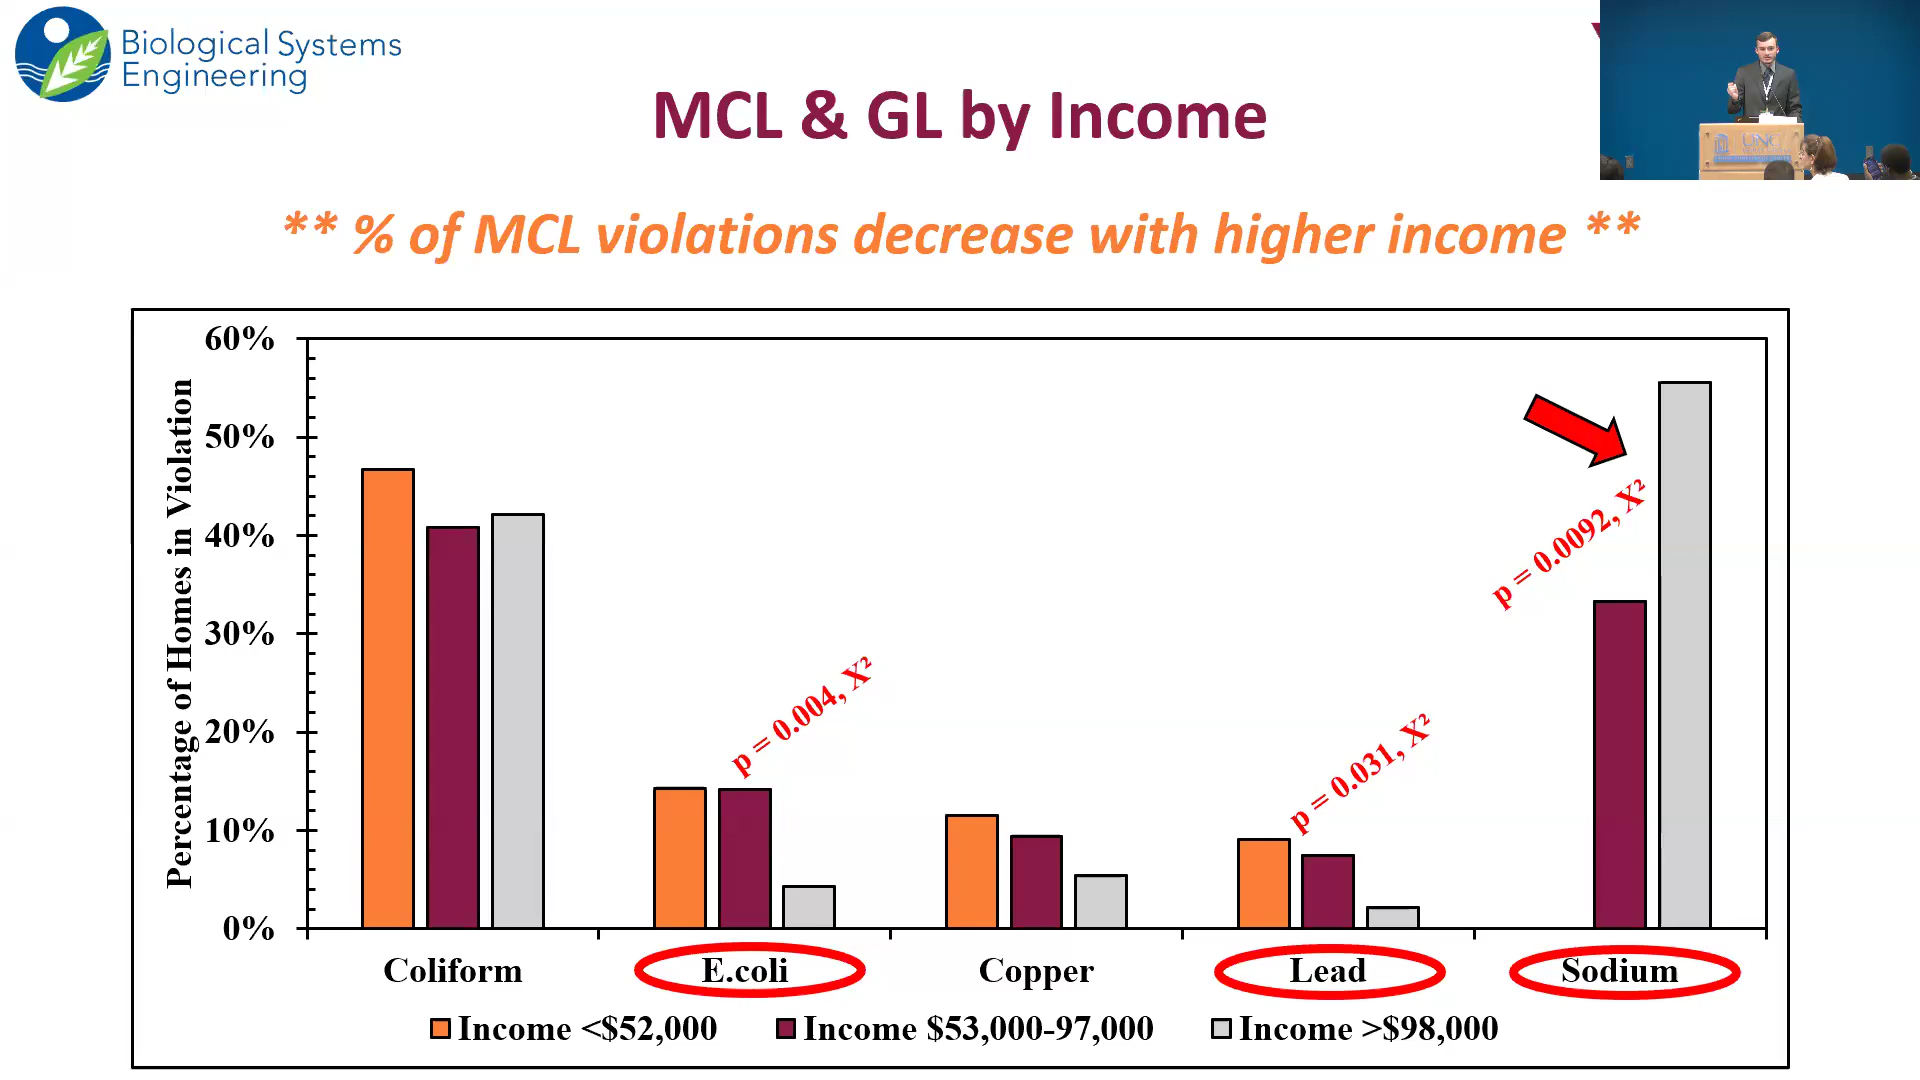 Biological Systems
Engineering
MCL & GL by Income
** % of MCL violations decrease with higher income **
Percentage of Homes in Violation
60%
50%
40%
30%
20%
10%
0%
p = 0.004, X²
p = 0.031, X²
p = 0.0092, X²
Coliform
E.coli
Copper
Lead
Sodium
Income <$52,000
Income $53,000-97,000
Income >$98,000
UNC